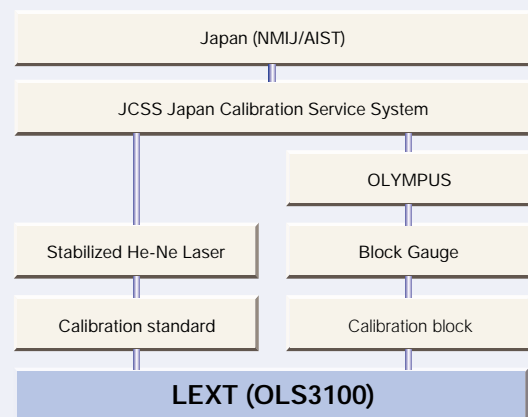 Japan (NMIJ/AIST)
JCSS Japan Calibration Service System
OLYMPUS
Stabilized He-Ne Laser
Block Gauge
Calibration standard
Calibration block
LEXT (OLS3100)